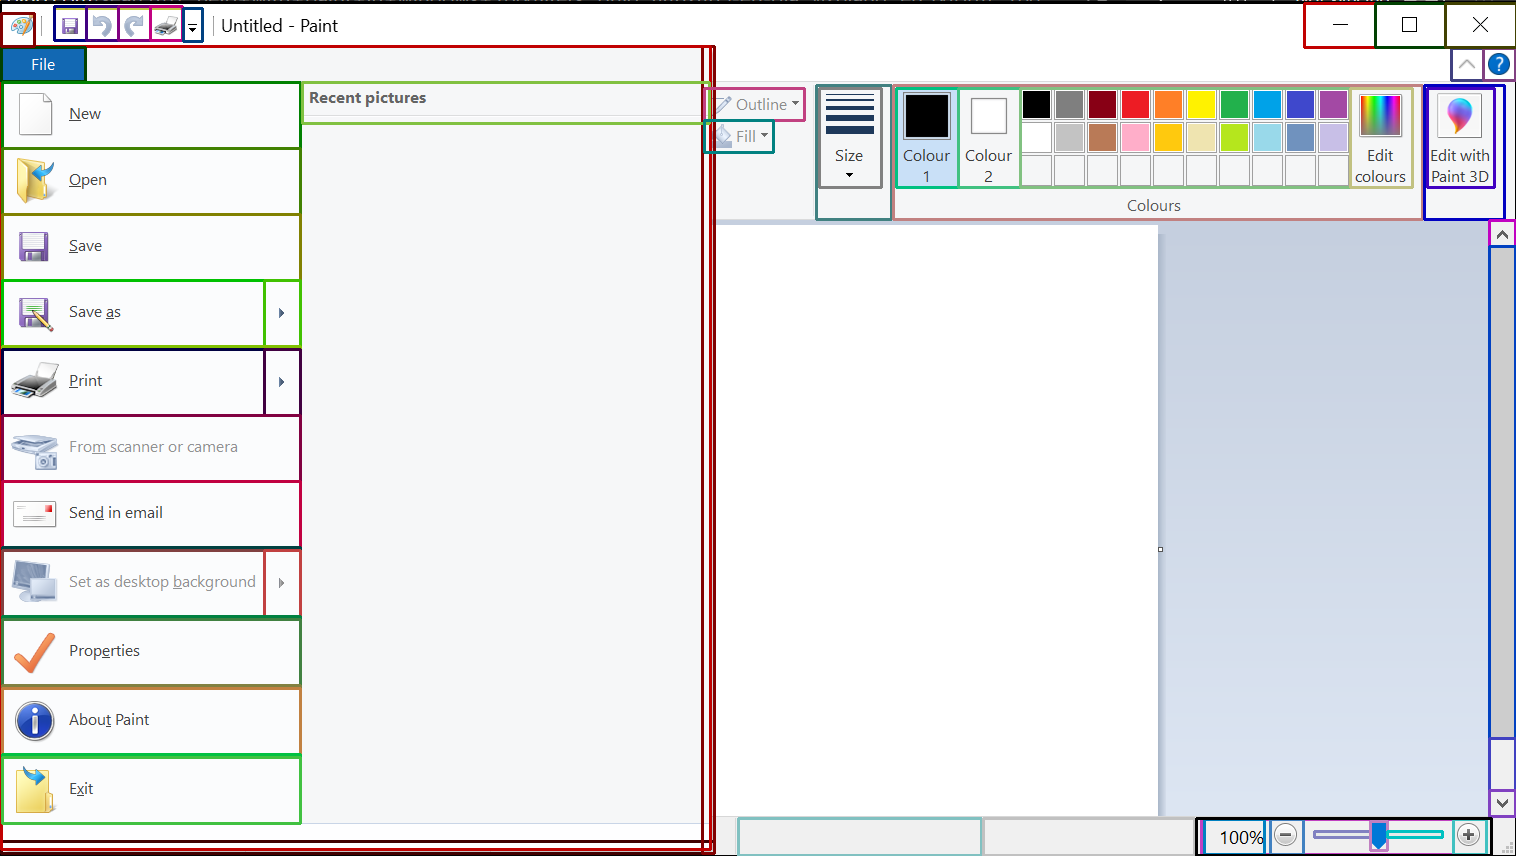 Untitled - Paint
File
New
Recent pictures
Outline
Fill
Size
Colour 1
Colour 2
Edit colours
Edit with Paint 3D
Colours
Open
Save
Save as
Print
From scanner or camera
Send in email
Set as desktop background
Properties
About Paint
Exit
100%